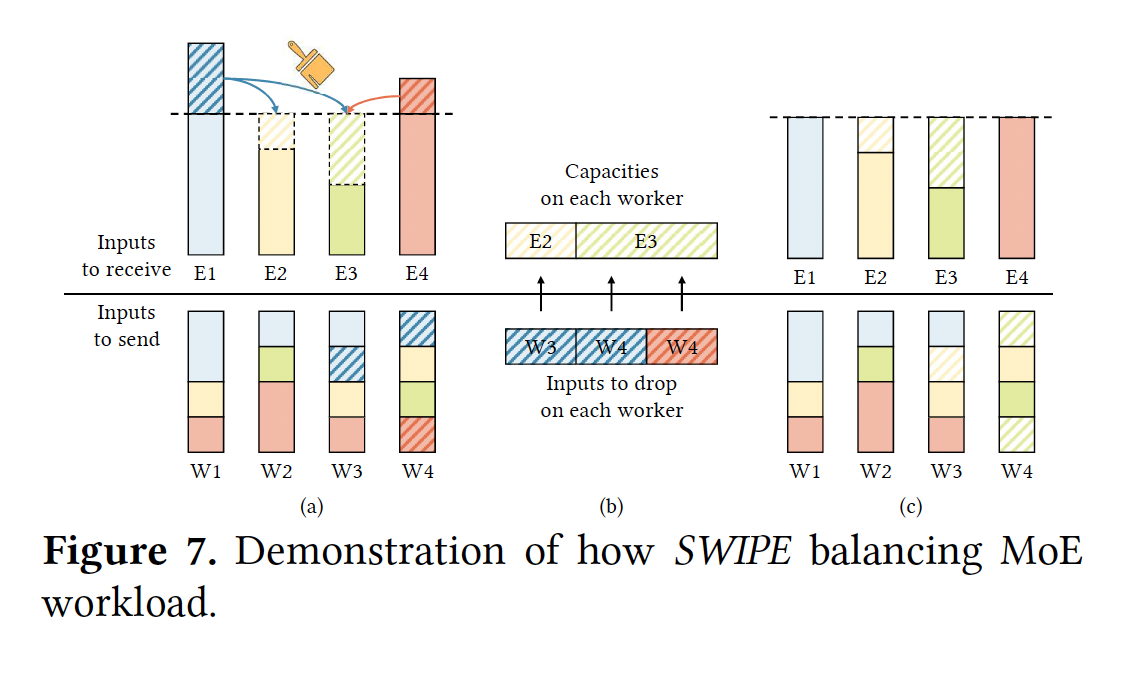 Inputs
to receive
E1 E2 E3 E4
Inputs
to send
W1 W2 W3 W4
(a)
Capacities
on each worker
E2 E3
W3 W4 W4
Inputs to drop
on each worker
(b)
E1 E2 E3 E4
W1 W2 W3 W4
(c)
Figure 7. Demonstration of how SWIPE balancing MoE
workload.